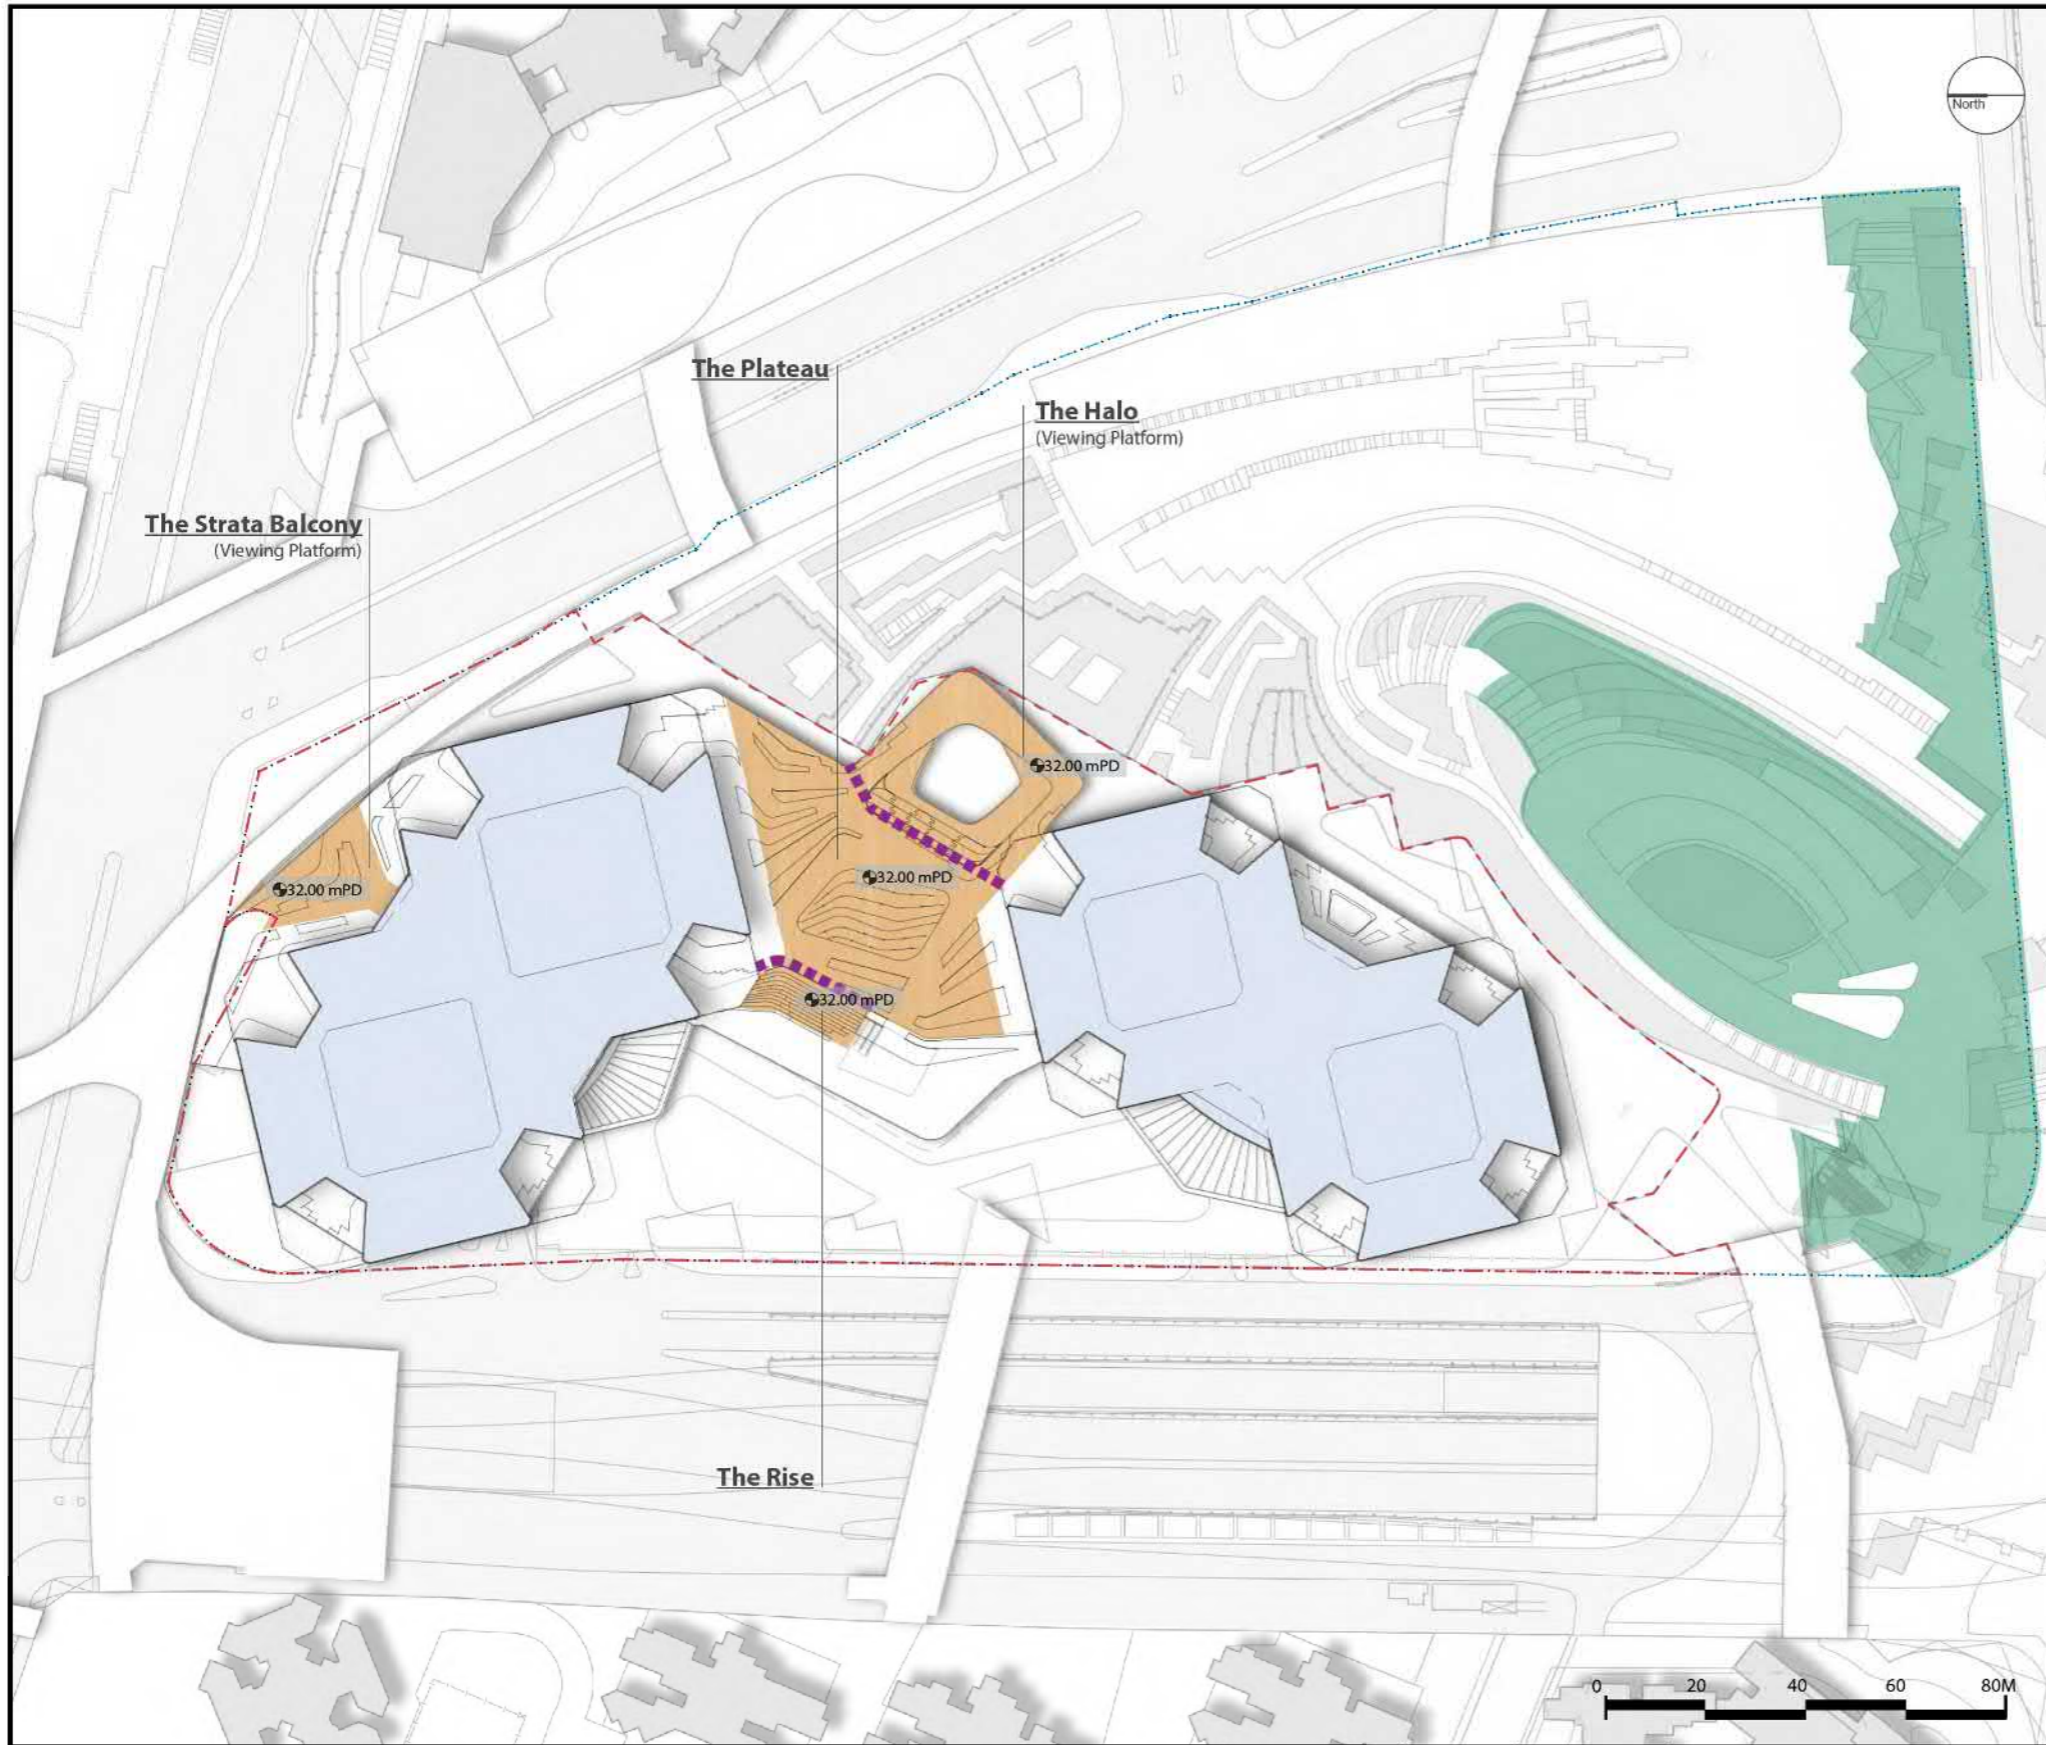 North
The Plateau
The Halo
(Viewing Platform)
The Strata Balcony
(Viewing Platform)
32.00 mPD
32.00 mPD
32.00 mPD
32.00 mPD
The Rise
0 20 40 60 80M